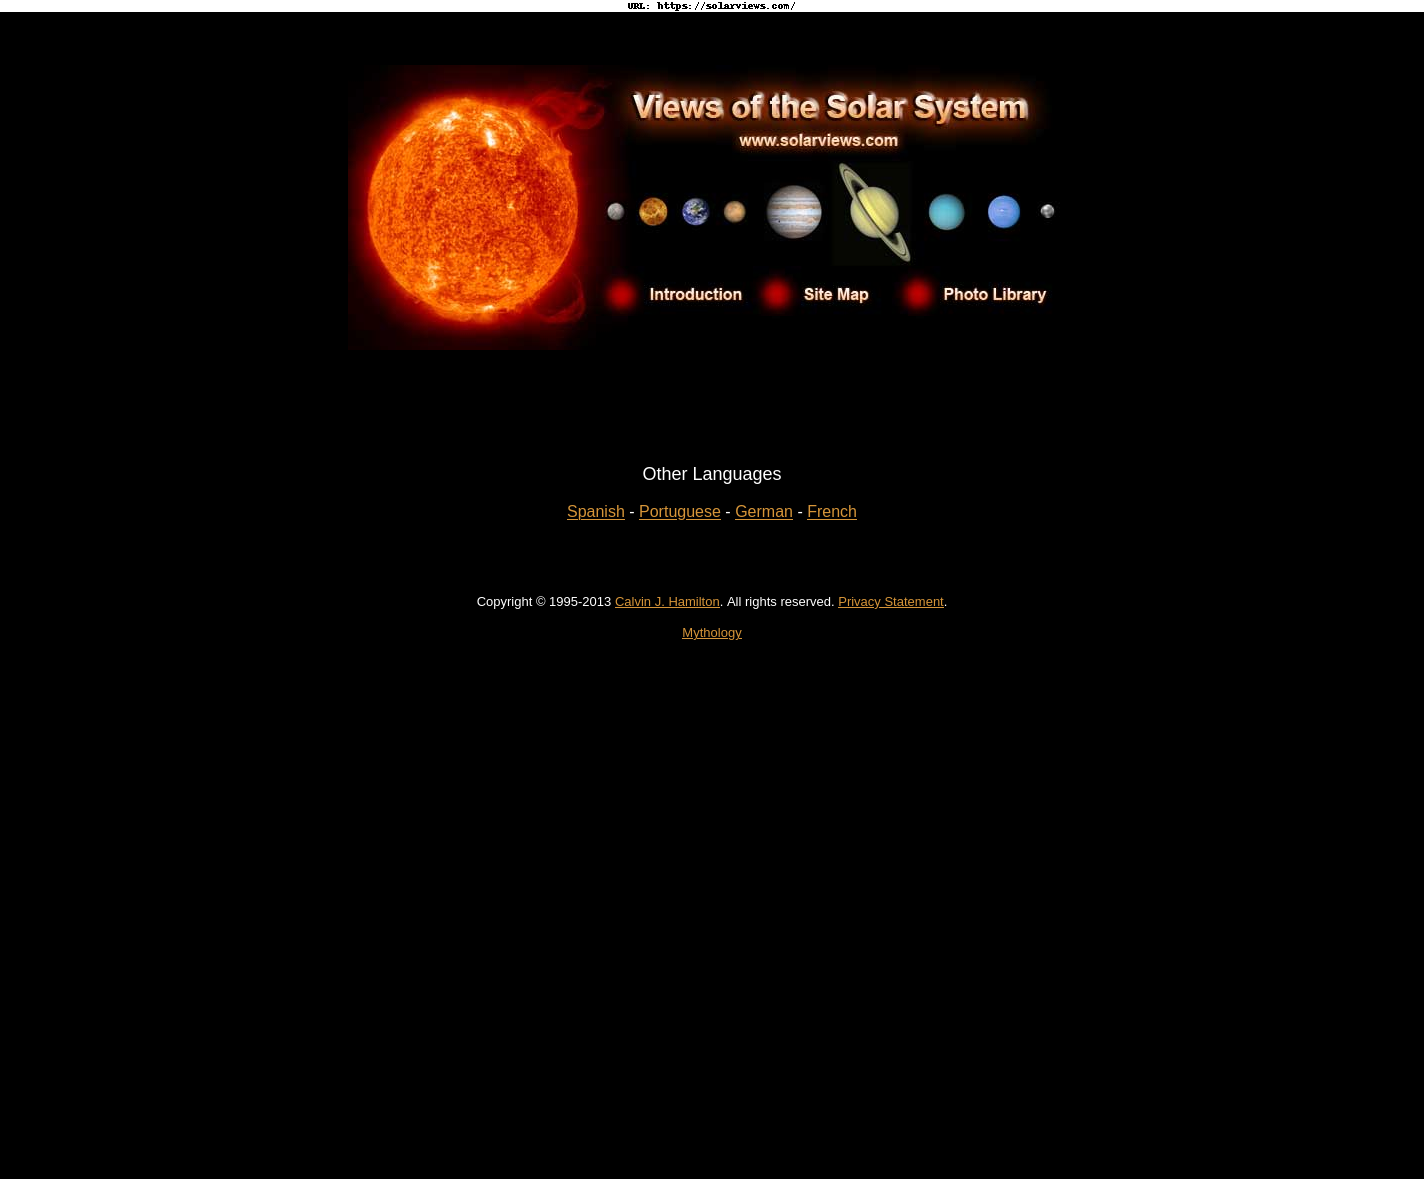 URL: https://solarviews.com/
Views of the Solar System
www.solarviews.com
Introduction Site Map Photo Library
Other Languages
Spanish - Portuguese - German - French
Copyright © 1995-2013 Calvin J. Hamilton. All rights reserved. Privacy Statement.
Mythology